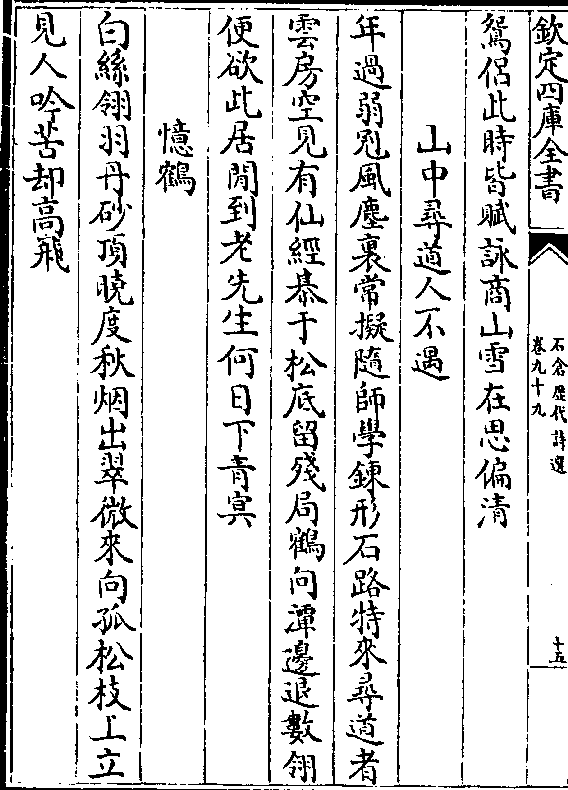 欽定四庫全書
石倉歷代詩選
卷九十九
十五
鴛侶此時皆賦詠商山雪在思偏清
山中尋道人不遇
年過弱冠風塵裏常擬隨師學鍊形石路特來尋道者
雲房空見有仙經棊于松底留殘局鶴向潭邊退數翎
便欲此居閒到老先生何日下青冥
憶鶴
白絲翎羽丹砂頂曉度秋烟出翠微來向孤松枝上立
見人吟苦却高飛